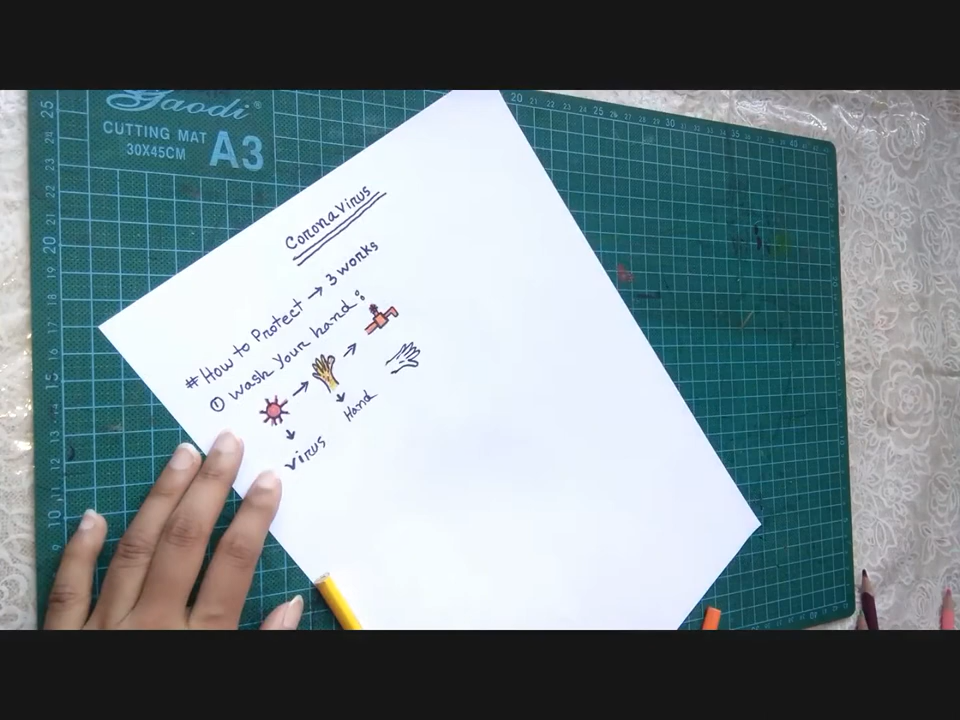 Gaodi®
CUTTING MAT
30X45CM
A3
CoronaVirus
# How to Protect → 3 works
① wash Your hand :
virus
Hand